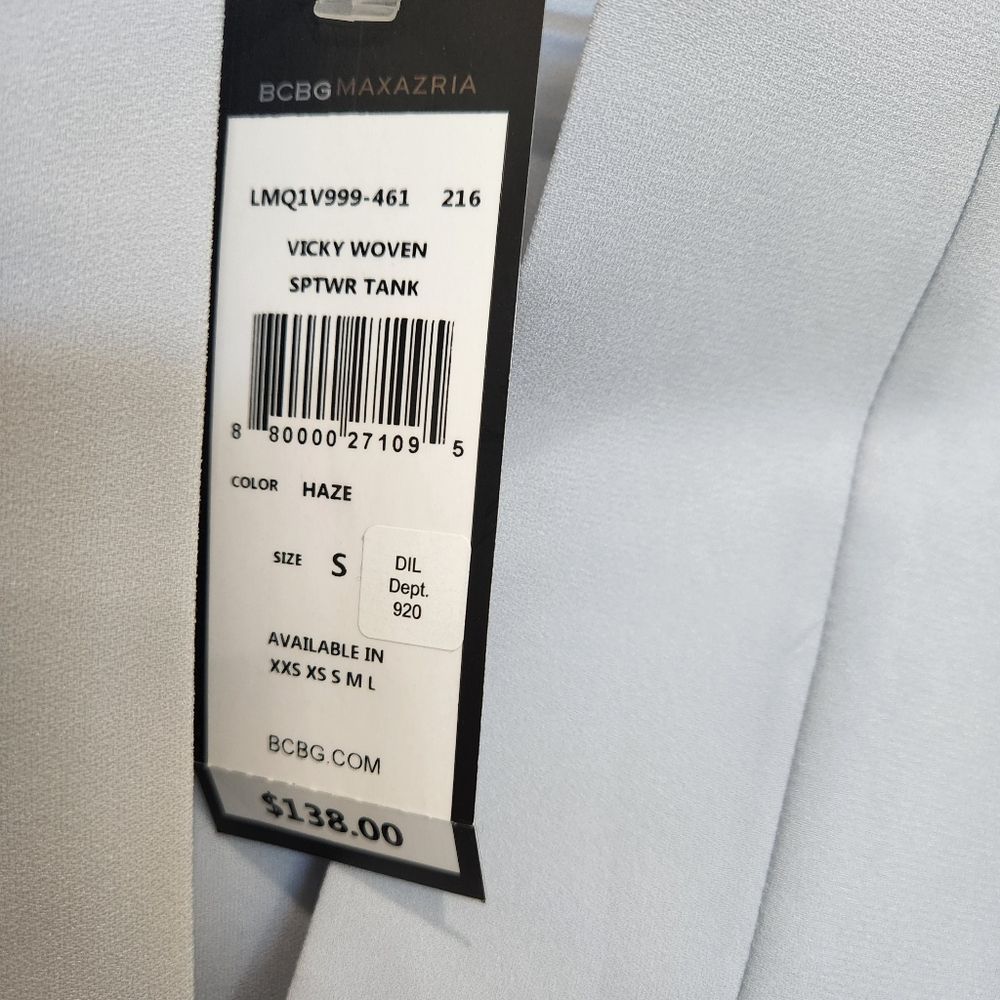 BCBGMAXAZRIA
LMQ1V999-461 216
VICKY WOVEN
SPTWR TANK
8 80000 27109 5
COLOR HAZE
SIZE S
DIL
Dept.
920
AVAILABLE IN
XXS XS S M L
BCBG.COM
$138.00